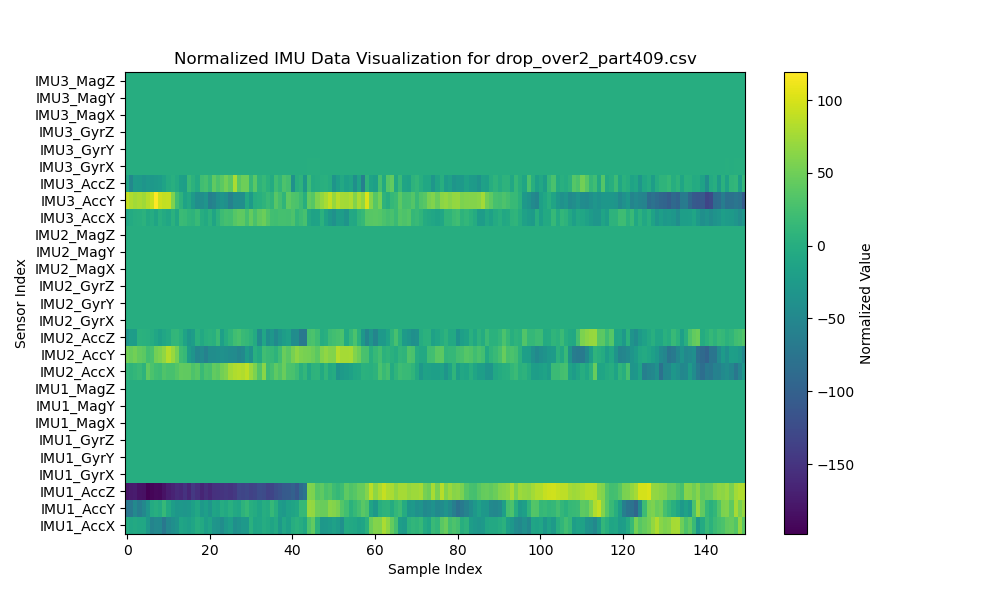 Normalized IMU Data Visualization for drop_over2_part409.csv
IMU3_MagZ
IMU3_MagY
IMU3_MagX
IMU3_GyrZ
IMU3_GyrY
IMU3_GyrX
IMU3_AccZ
IMU3_AccY
IMU3_AccX
IMU2_MagZ
IMU2_MagY
IMU2_MagX
IMU2_GyrZ
IMU2_GyrY
IMU2_GyrX
IMU2_AccZ
IMU2_AccY
IMU2_AccX
IMU1_MagZ
IMU1_MagY
IMU1_MagX
IMU1_GyrZ
IMU1_GyrY
IMU1_GyrX
IMU1_AccZ
IMU1_AccY
IMU1_AccX
Sensor Index
0 20 40 60 80 100 120 140
Sample Index
100
50
0
−50
−100
−150
Normalized Value